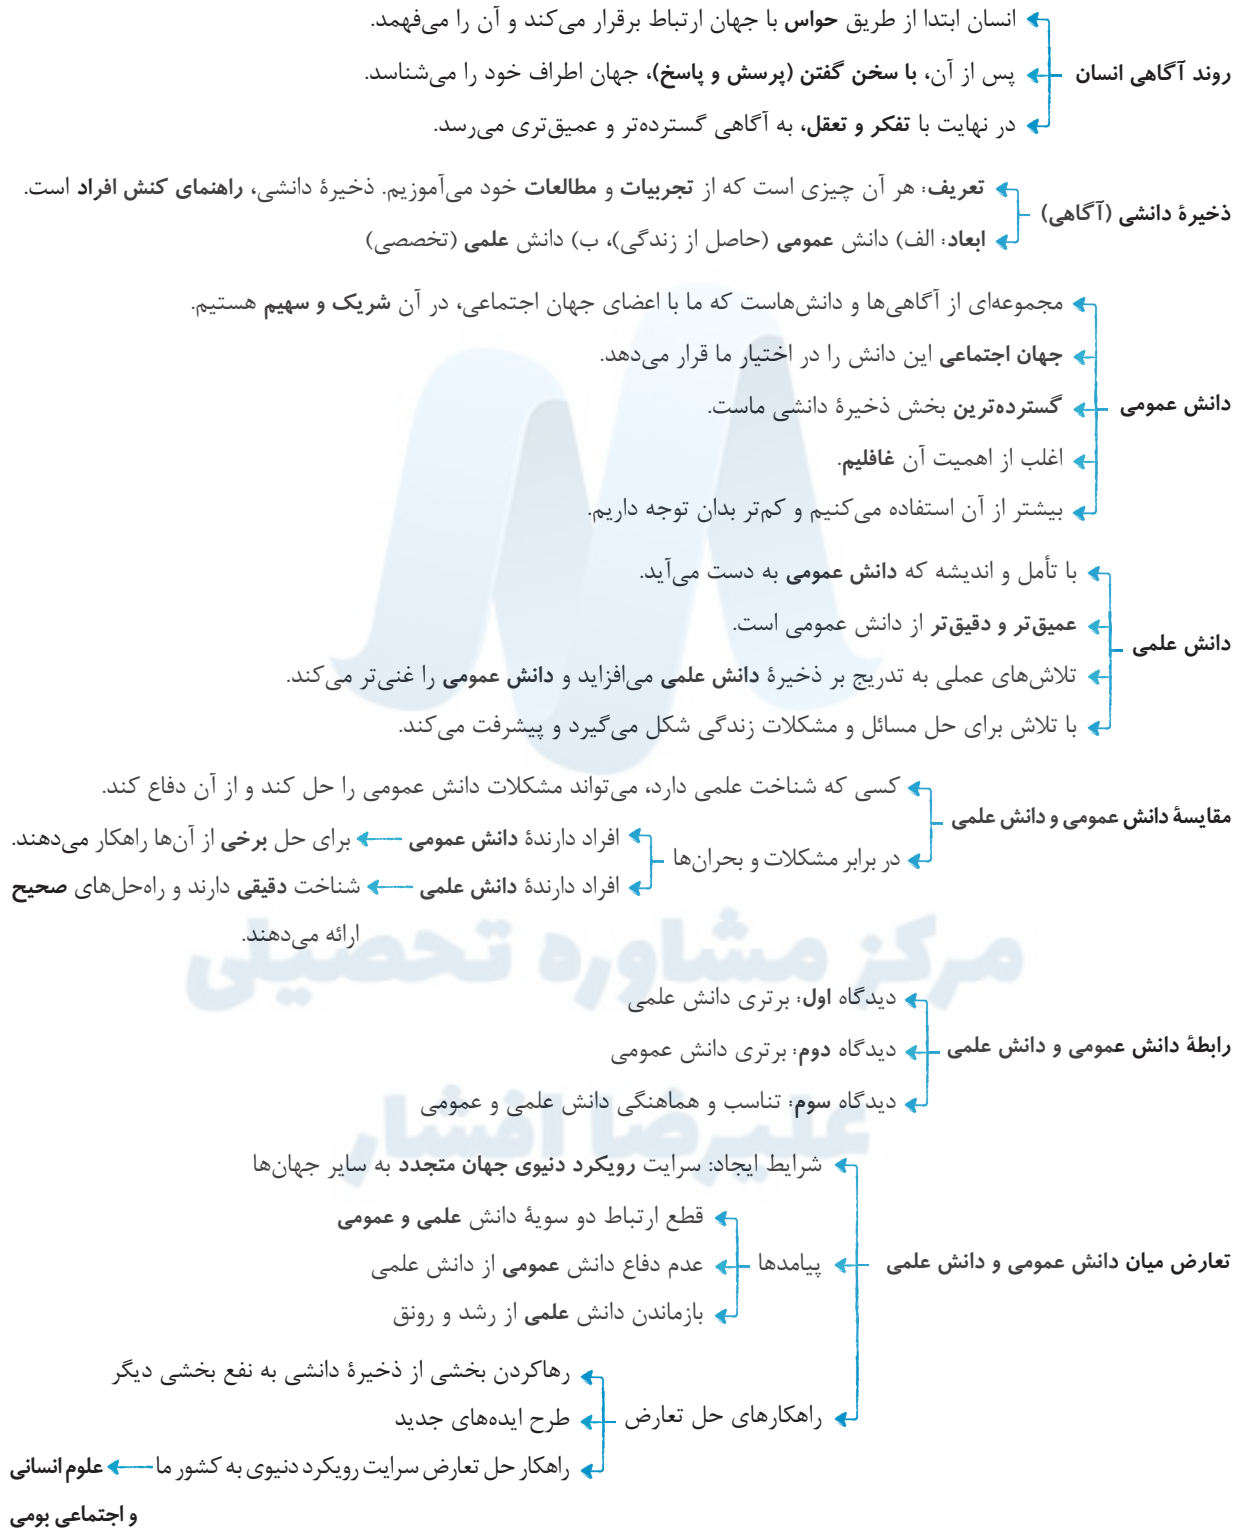 انسان ابتدا از طریق حواس با جهان ارتباط برقرار می‌کند و آن را می‌فهمد.
روند آگاهی انسان
پس از آن، با سخن گفتن (پرسش و پاسخ)، جهان اطراف خود را می‌شناسد.
در نهایت با تفکر و تعقل، به آگاهی گسترده‌تر و عمیق‌تری می‌رسد.
ذخیرهٔ دانشی (آگاهی)
تعریف: هر آن چیزی است که از تجربیات و مطالعات خود می‌آموزیم. ذخیرهٔ دانشی، راهنمای کنش افراد است.
ابعاد: الف) دانش عمومی (حاصل از زندگی)، ب) دانش علمی (تخصصی)
مجموعه‌ای از آگاهی‌ها و دانش‌هاست که ما با اعضای جهان اجتماعی، در آن شریک و سهیم هستیم.
جهان اجتماعی این دانش را در اختیار ما قرار می‌دهد.
دانش عمومی
گسترده‌ترین بخش ذخیرهٔ دانشی ماست.
اغلب از اهمیت آن غافلیم.
بیشتر از آن استفاده می‌کنیم و کم‌تر بدان توجه داریم.
با تأمل و اندیشه که دانش عمومی به دست می‌آید.
عمیق‌تر و دقیق‌تر از دانش عمومی است.
دانش علمی
تلاش‌های عملی به تدریج بر ذخیرهٔ دانش علمی می‌افزاید و دانش عمومی را غنی‌تر می‌کند.
با تلاش برای حل مسائل و مشکلات زندگی شکل می‌گیرد و پیشرفت می‌کند.
کسی که شناخت علمی دارد، می‌تواند مشکلات دانش عمومی را حل کند و از آن دفاع کند.
مقایسهٔ دانش عمومی و دانش علمی
در برابر مشکلات و بحران‌ها
افراد دارندهٔ دانش عمومی
برای حل برخی از آن‌ها راهکار می‌دهند.
افراد دارندهٔ دانش علمی
شناخت دقیقی دارند و راه‌حل‌های صحیح
ارائه می‌دهند.
مرکز مشاوره تحصیلی
دیدگاه اول: برتری دانش علمی
رابطهٔ دانش عمومی و دانش علمی
دیدگاه دوم: برتری دانش عمومی
دیدگاه سوم: تناسب و هماهنگی دانش علمی و عمومی
علیرضا افشار
شرایط ایجاد: سرایت رویکرد دنیوی جهان متجدد به سایر جهان‌ها
تعارض میان دانش عمومی و دانش علمی
پیامدها
قطع ارتباط دو سویهٔ دانش علمی و عمومی
عدم دفاع دانش عمومی از دانش علمی
بازماندن دانش علمی از رشد و رونق
راهکارهای حل تعارض
رهاکردن بخشی از ذخیرهٔ دانشی به نفع بخشی دیگر
طرح ایده‌های جدید
راهکار حل تعارض سرایت رویکرد دنیوی به کشور ما
علوم انسانی
و اجتماعی بومی